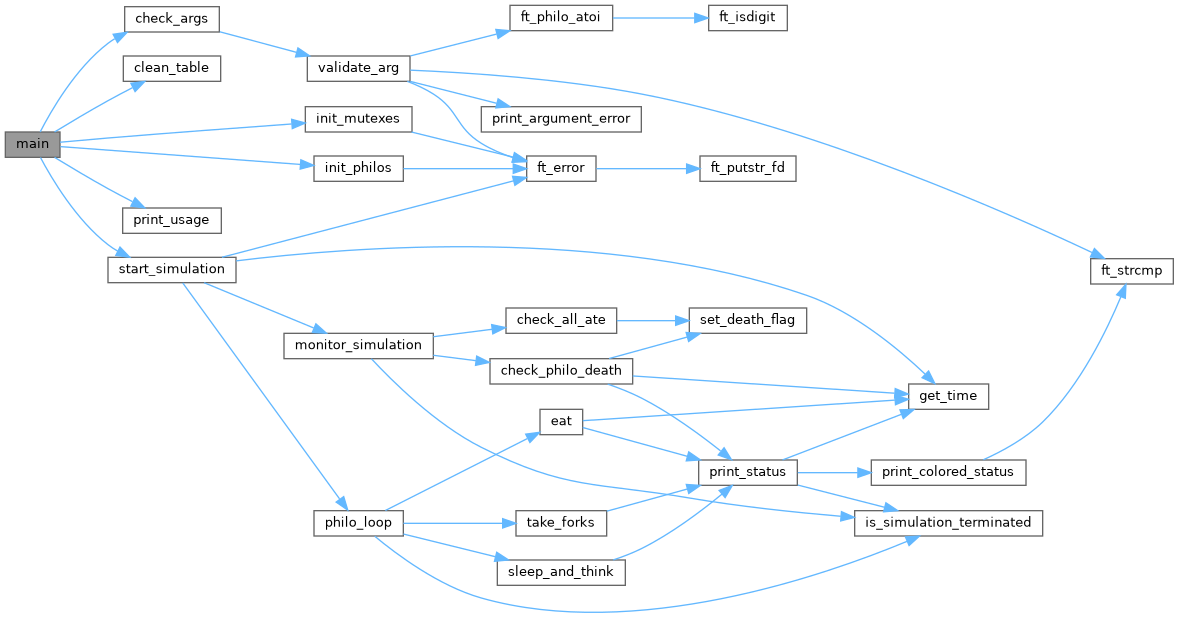 check_args
ft_philo_atoi
ft_isdigit
clean_table
validate_arg
init_mutexes
print_argument_error
main
init_philos
ft_error
ft_putstr_fd
print_usage
start_simulation
ft_strcmp
check_all_ate
set_death_flag
monitor_simulation
check_philo_death
get_time
eat
print_status
print_colored_status
philo_loop
take_forks
is_simulation_terminated
sleep_and_think